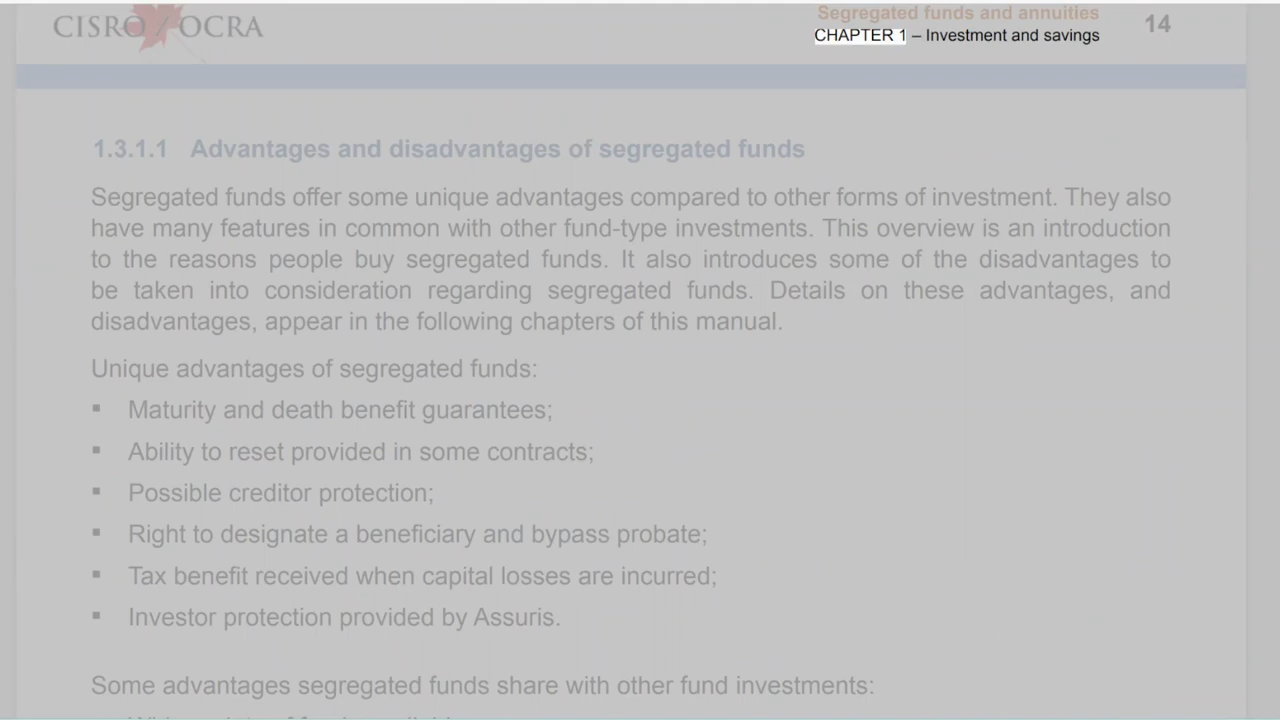 CISRO / OCRA
Segregated funds and annuities
CHAPTER 1 – Investment and savings
14
1.3.1.1 Advantages and disadvantages of segregated funds
Segregated funds offer some unique advantages compared to other forms of investment. They also
have many features in common with other fund-type investments. This overview is an introduction
to the reasons people buy segregated funds. It also introduces some of the disadvantages to
be taken into consideration regarding segregated funds. Details on these advantages, and
disadvantages, appear in the following chapters of this manual.
Unique advantages of segregated funds:
▪ Maturity and death benefit guarantees;
▪ Ability to reset provided in some contracts;
▪ Possible creditor protection;
▪ Right to designate a beneficiary and bypass probate;
▪ Tax benefit received when capital losses are incurred;
▪ Investor protection provided by Assuris.
Some advantages segregated funds share with other fund investments: